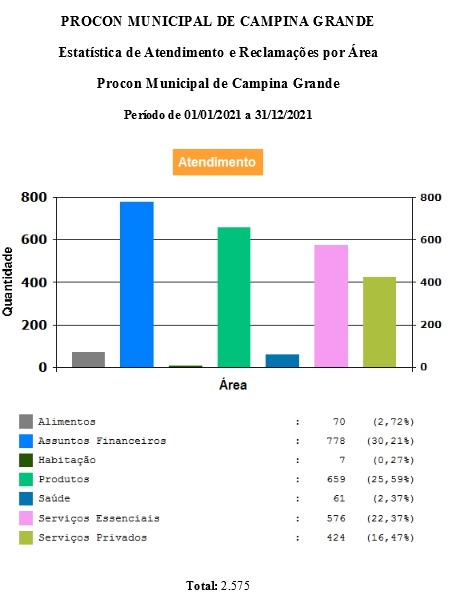 PROCON MUNICIPAL DE CAMPINA GRANDE
Estatística de Atendimento e Reclamações por Área
Procon Municipal de Campina Grande
Período de 01/01/2021 a 31/12/2021
Atendimento
800 800
600 600
400 400
200 200
0 0
Quantidade
Área
Alimentos : 70 (2,72%)
Assuntos Financeiros : 778 (30,21%)
Habitação : 7 (0,27%)
Produtos : 659 (25,59%)
Saúde : 61 (2,37%)
Serviços Essenciais : 576 (22,37%)
Serviços Privados : 424 (16,47%)
Total: 2.575